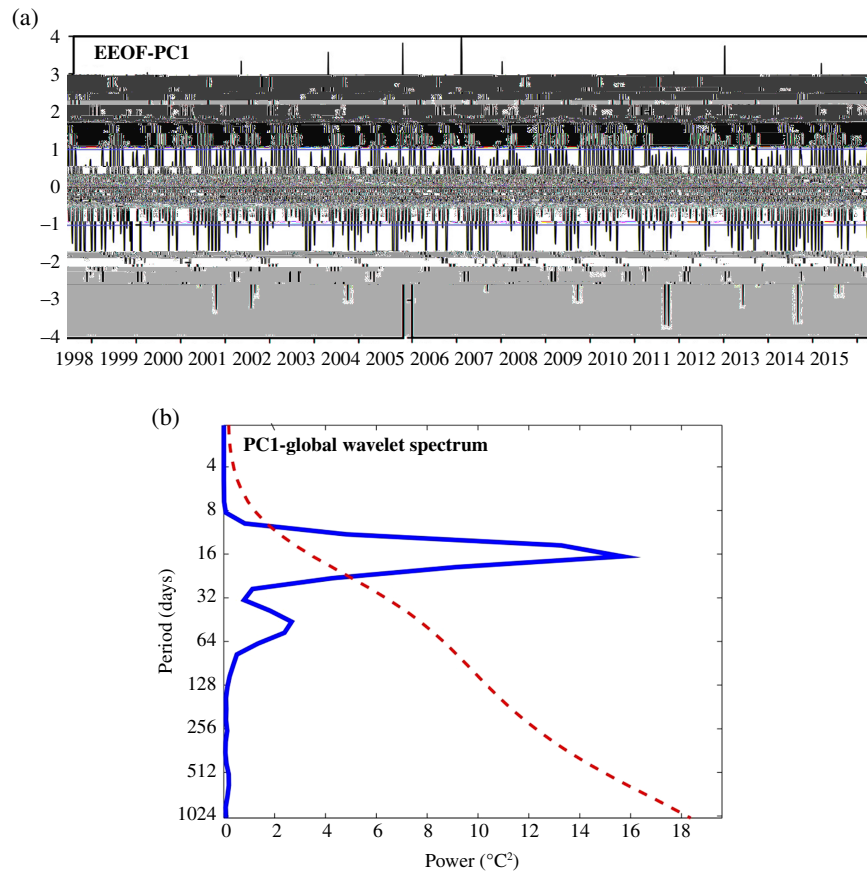 (a)
EEOF-PC1
4
3
2
1
0
–1
–2
–3
–4
1998 1999 2000 2001 2002 2003 2004 2005 2006 2007 2008 2009 2010 2011 2012 2013 2014 2015
(b)
PC1-global wavelet spectrum
Period (days)
4
8
16
32
64
128
256
512
1024
0 2 4 6 8 10 12 14 16 18
Power (°C²)